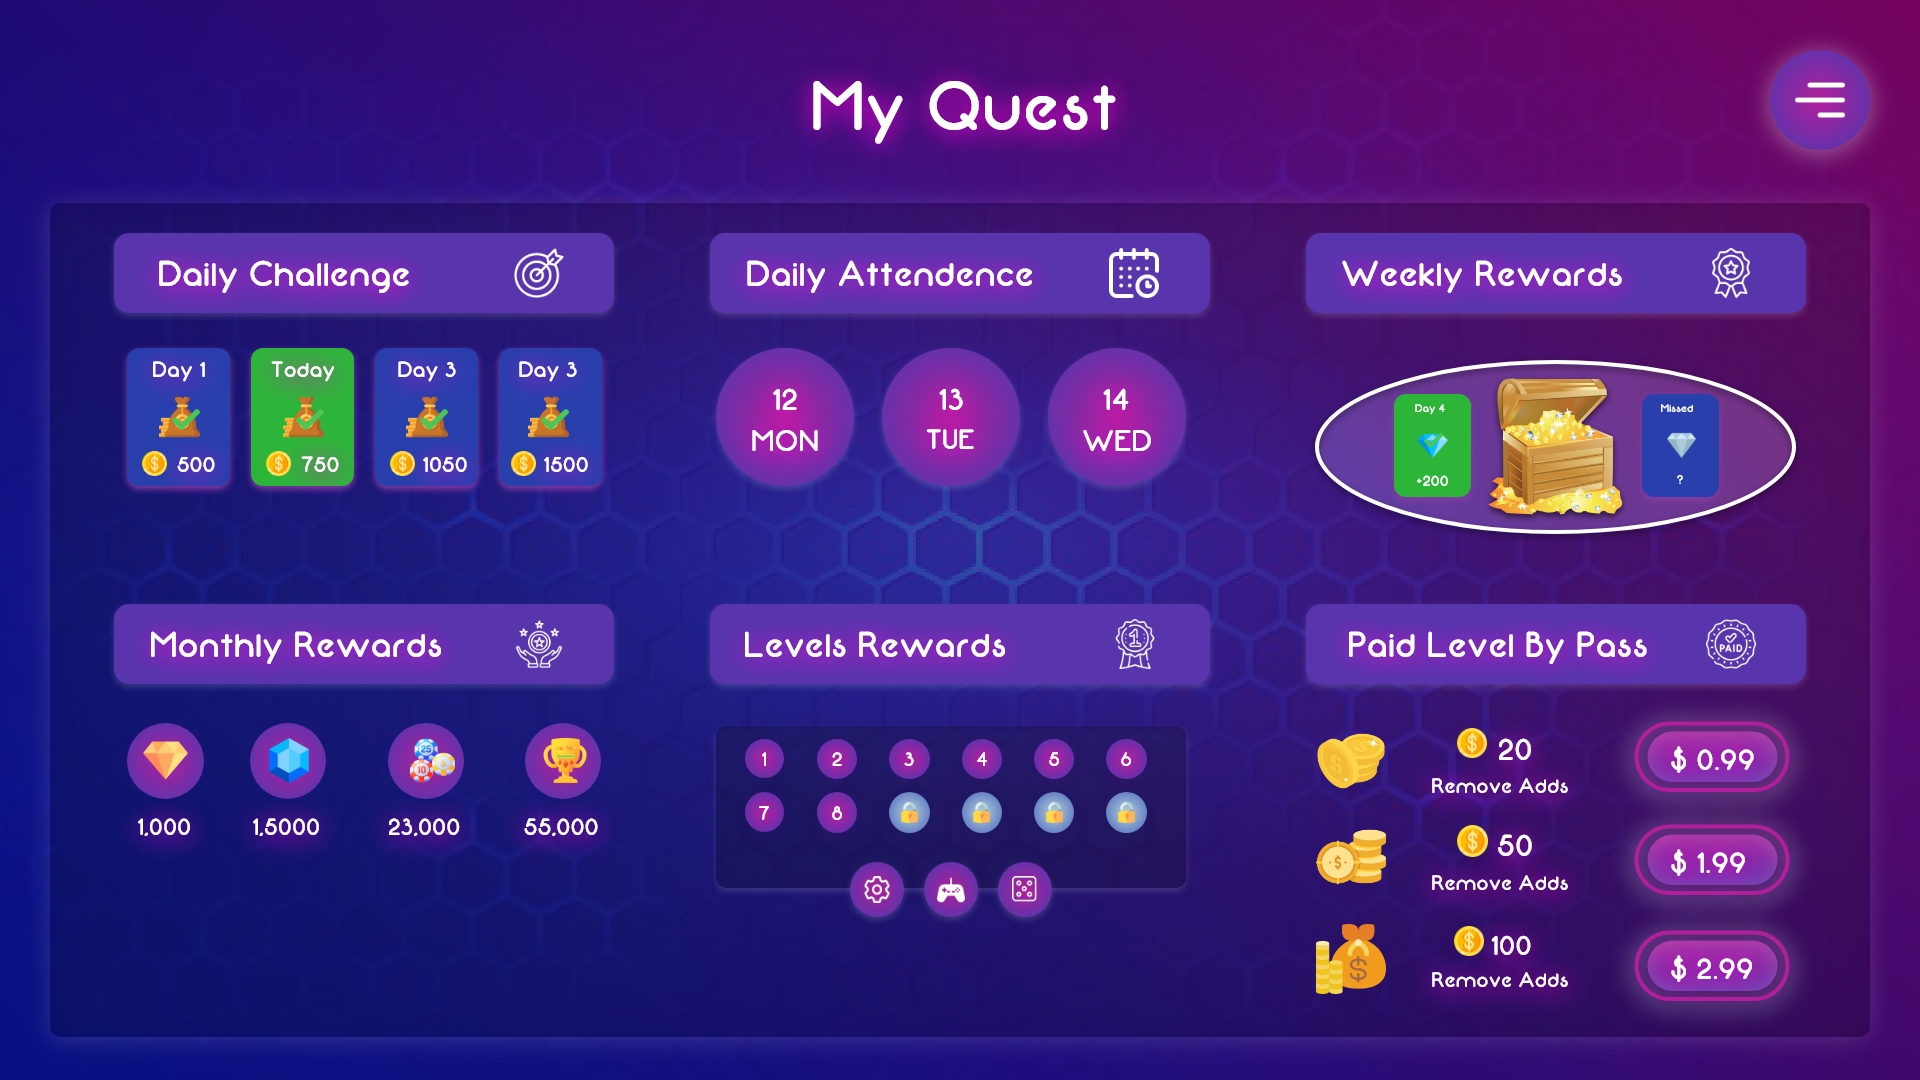 My Quest
Daily Challenge
Day 1
500
Today
750
Day 3
1050
Day 3
1500
Daily Attendence
12
MON
13
TUE
14
WED
Weekly Rewards
Day 4
+200
Missed
?
Monthly Rewards
1,000
1,5000
23,000
55,000
Levels Rewards
1 2 3 4 5 6
7 8
Paid Level By Pass
PAID
20
Remove Adds
$ 0.99
50
Remove Adds
$ 1.99
100
Remove Adds
$ 2.99